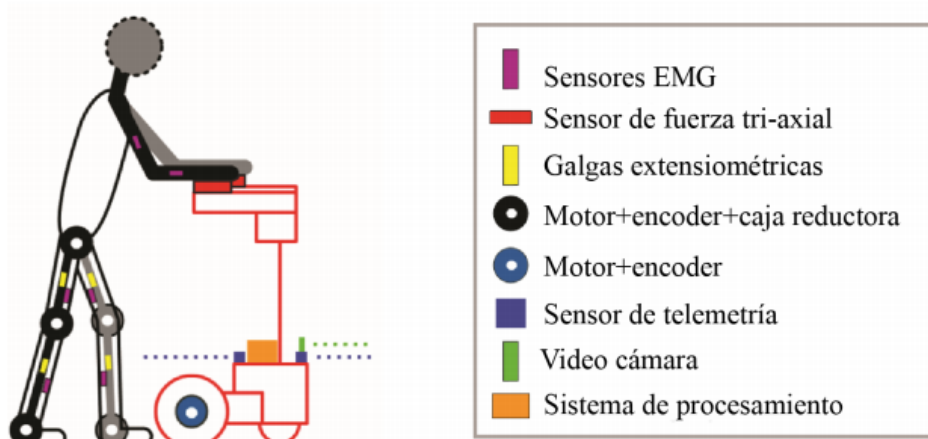 Sensores EMG
Sensor de fuerza tri-axial
Galgas extensiométricas
Motor+encoder+caja reductora
Motor+encoder
Sensor de telemetría
Video cámara
Sistema de procesamiento